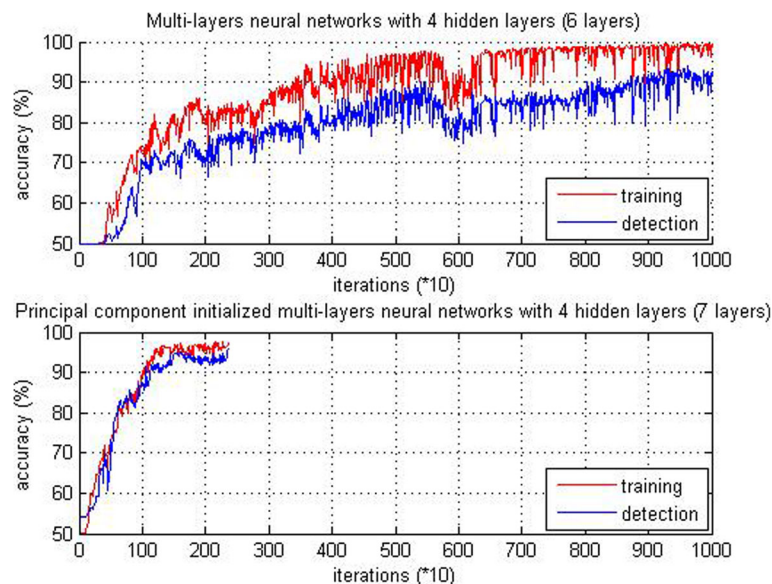 Multi-layers neural networks with 4 hidden layers (6 layers)
100
90
80
70
60
50
accuracy (%)
training
detection
0 100 200 300 400 500 600 700 800 900 1000
iterations (*10)
Principal component initialized multi-layers neural networks with 4 hidden layers (7 layers)
100
90
80
70
60
50
accuracy (%)
training
detection
0 100 200 300 400 500 600 700 800 900 1000
iterations (*10)